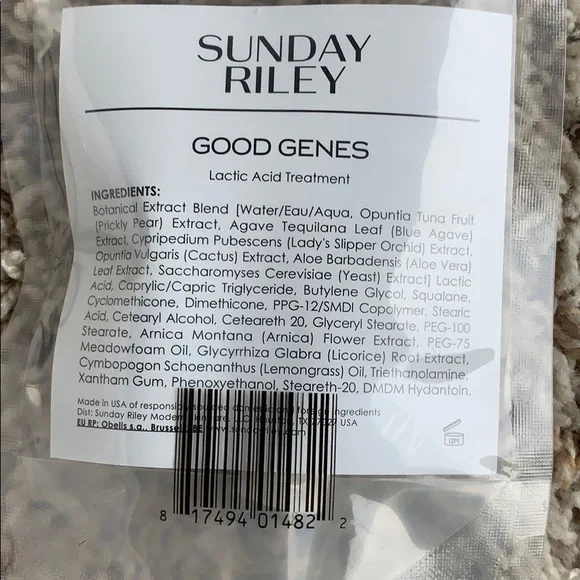 SUNDAY
RILEY
GOOD GENES
Lactic Acid Treatment
INGREDIENTS:
Botanical Extract Blend [Water/Eau/Aqua, Opuntia Tuna Fruit
(Prickly Pear) Extract, Agave Tequilana Leaf (Blue Agave)
Extract, Cypripedium Pubescens (Lady's Slipper Orchid) Extract,
Opuntia Vulgaris (Cactus) Extract, Aloe Barbadensis (Aloe Vera)
Leaf Extract, Saccharomyses Cerevisiae (Yeast) Extract] Lactic
Acid, Caprylic/Capric Triglyceride, Butylene Glycol, Squalane,
Cyclomethicone, Dimethicone, PPG-12/SMDI Copolymer, Stearic
Acid, Cetearyl Alcohol, Ceteareth 20, Glyceryl Stearate, PEG-100
Stearate, Arnica Montana (Arnica) Flower Extract, PEG-75
Meadowfoam Oil, Glycyrrhiza Glabra (Licorice) Root Extract,
Cymbopogon Schoenanthus (Lemongrass) Oil, Triethanolamine,
Xantham Gum, Phenoxyethanol, Steareth-20, DMDM Hydantoin.
Made in USA of responsibly ingredients
Dist: Sunday Riley Modern TX USA
EU RP: Obelis s.a.,
12M
8 17494 01482 2